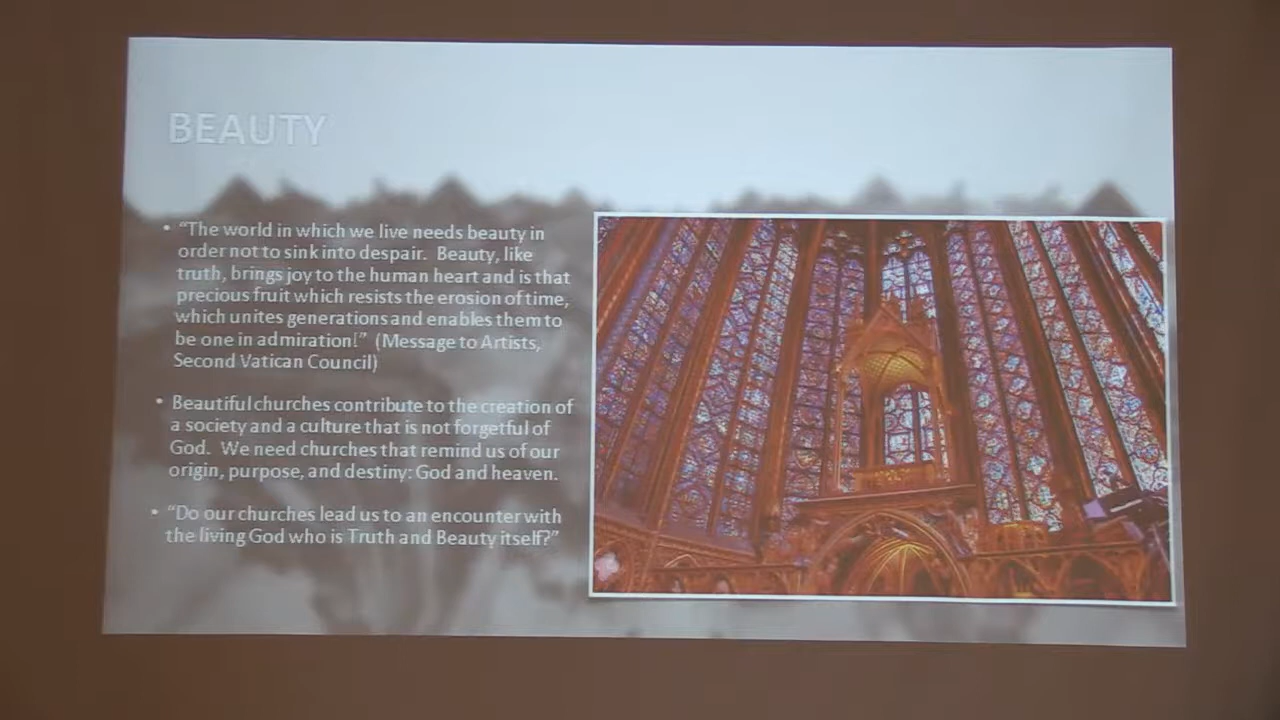 BEAUTY
• “The world in which we live needs beauty in
order not to sink into despair. Beauty, like
truth, brings joy to the human heart and is that
precious fruit which resists the erosion of time,
which unites generations and enables them to
be one in admiration!” (Message to Artists,
Second Vatican Council)
• Beautiful churches contribute to the creation of
a society and a culture that is not forgetful of
God. We need churches that remind us of our
origin, purpose, and destiny: God and heaven.
• “Do our churches lead us to an encounter with
the living God who is Truth and Beauty itself?”